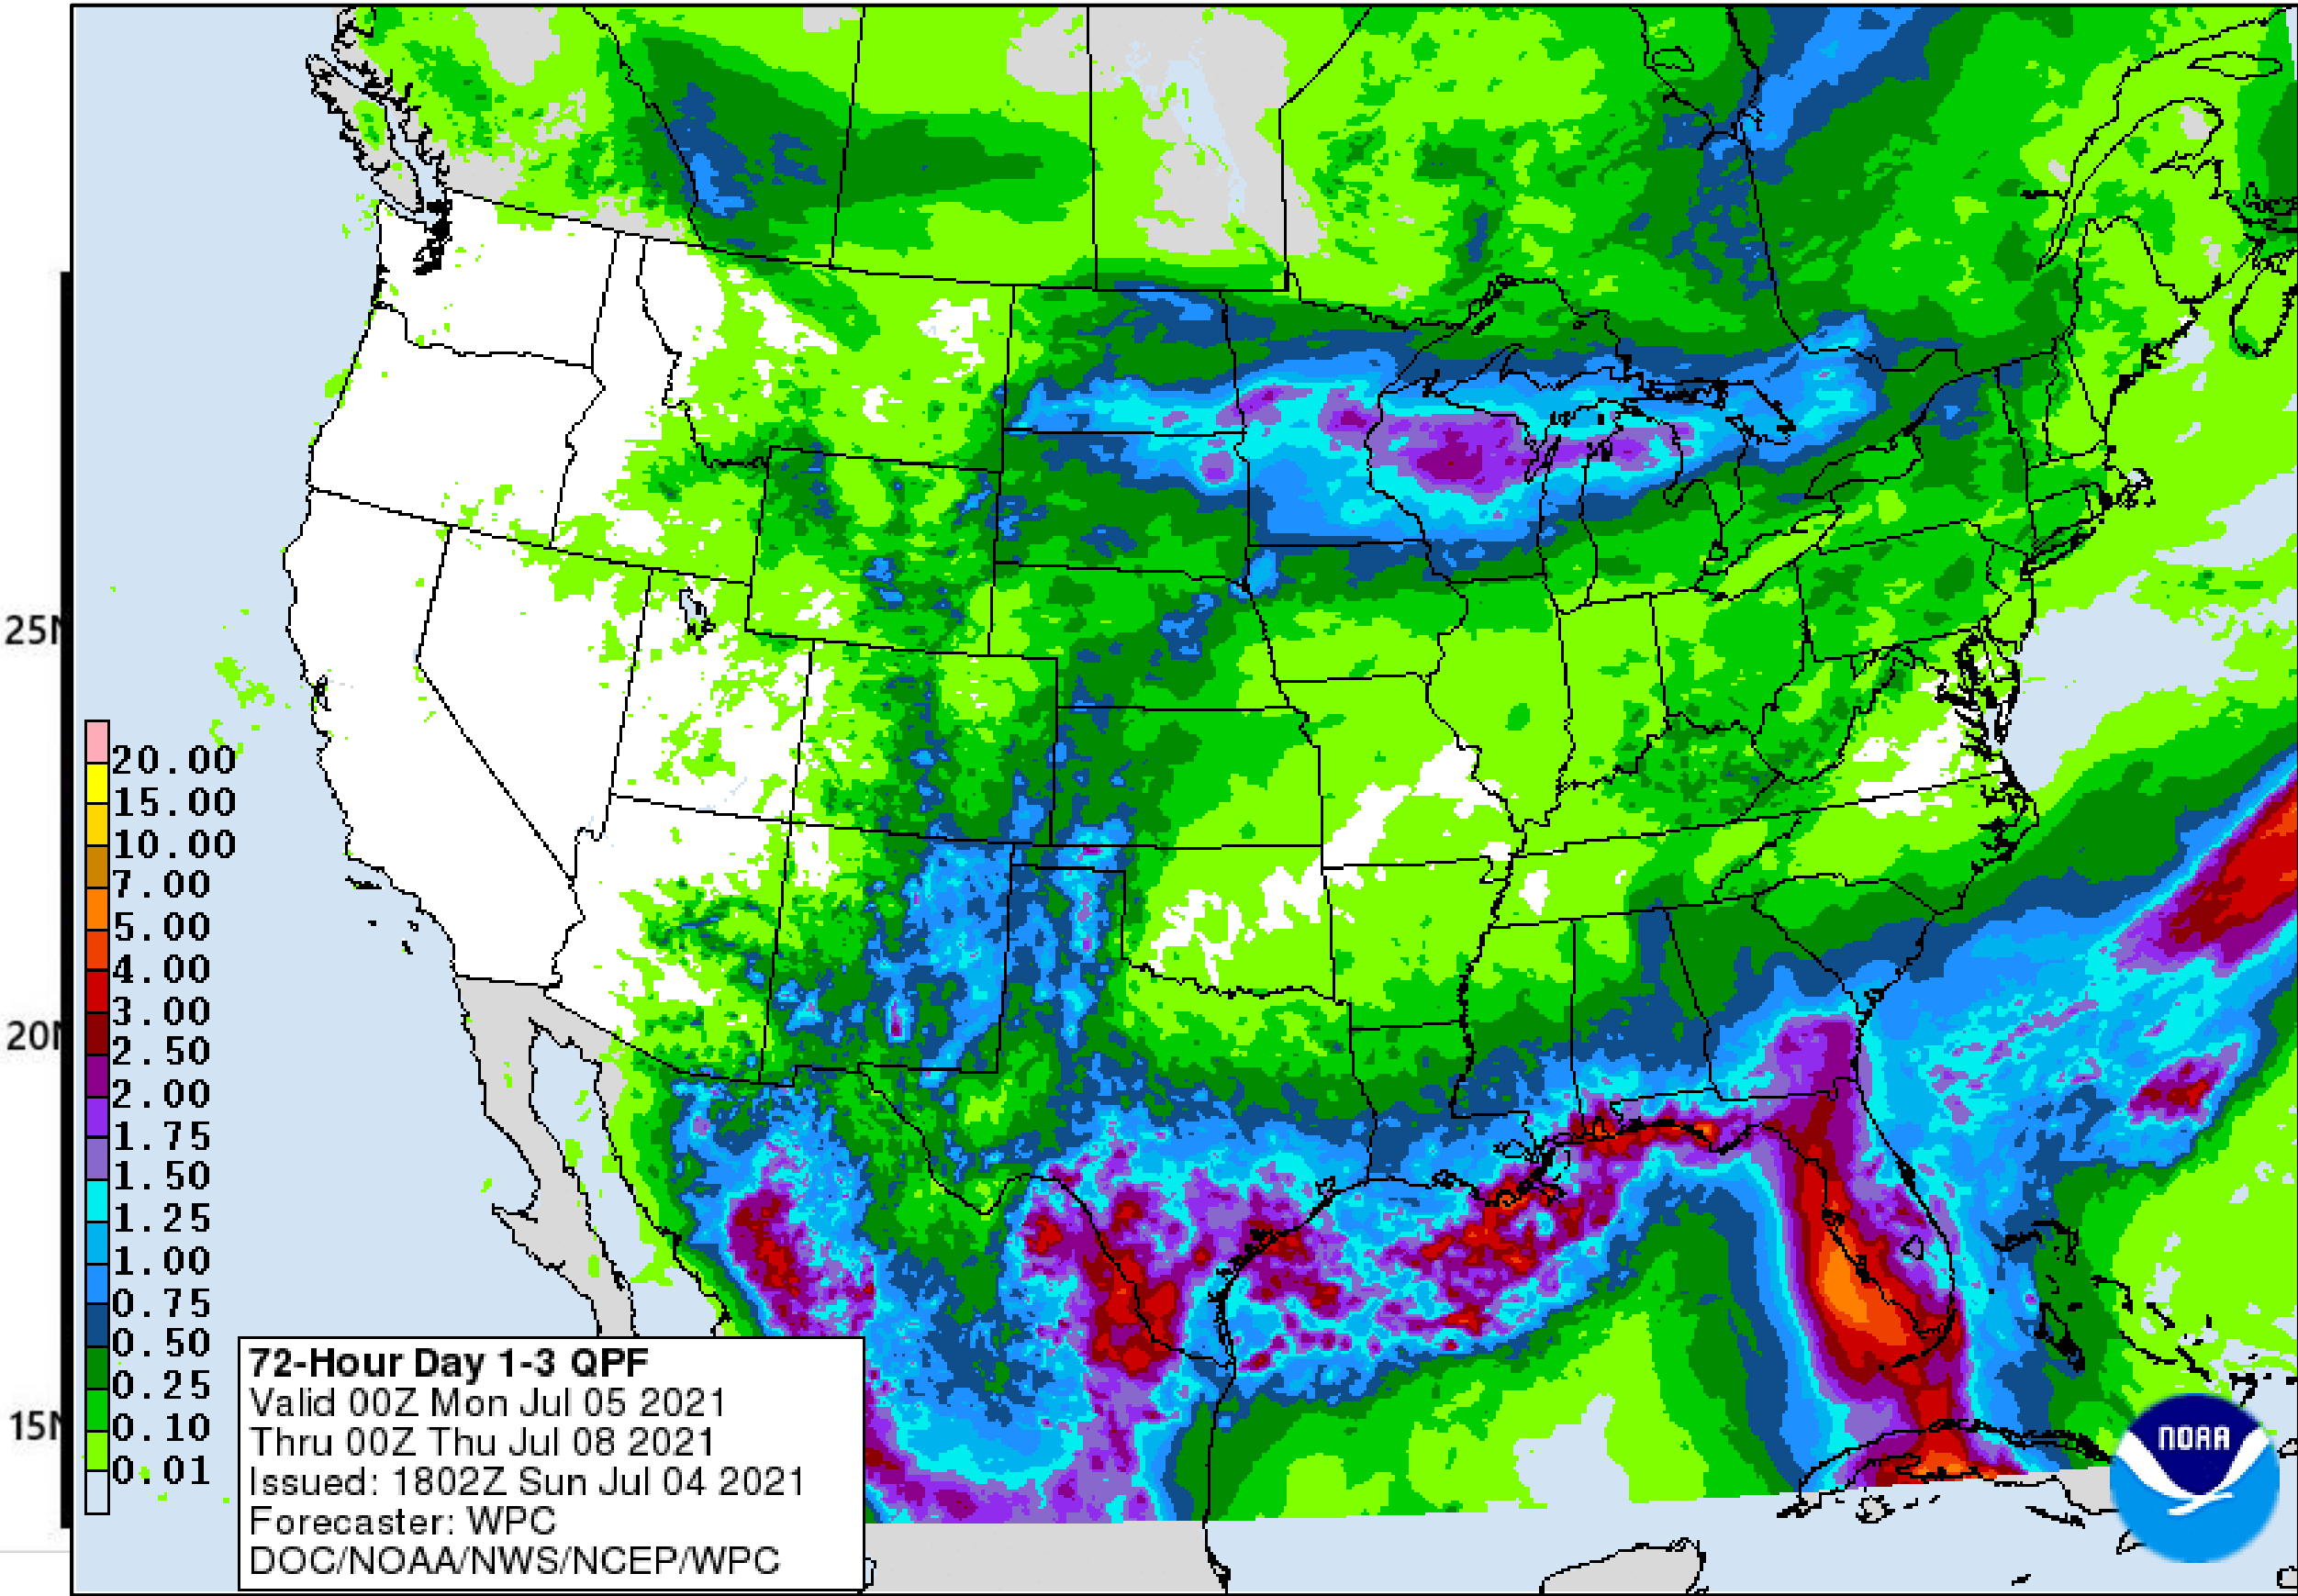 25N
20.00
15.00
10.00
7.00
5.00
4.00
20N
3.00
2.50
2.00
1.75
1.50
1.25
1.00
0.75
0.50
0.25
15N
0.10
0.01
72-Hour Day 1-3 QPF
Valid 00Z Mon Jul 05 2021
Thru 00Z Thu Jul 08 2021
Issued: 1802Z Sun Jul 04 2021
Forecaster: WPC
DOC/NOAA/NWS/NCEP/WPC
NOAA